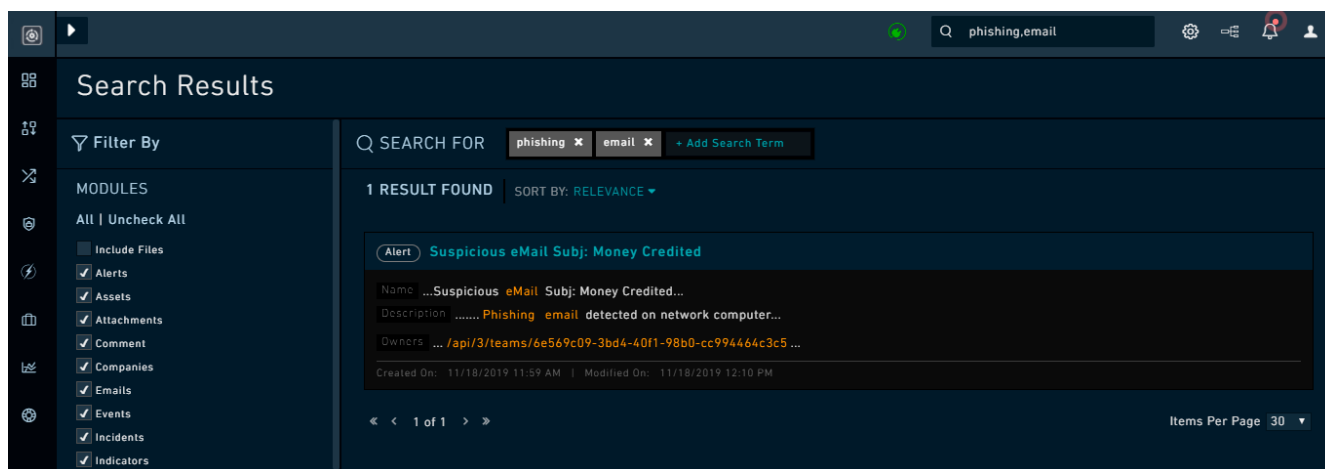 phishing,email
Search Results
Filter By
SEARCH FOR phishing ✖ email ✖ + Add Search Term
MODULES
1 RESULT FOUND SORT BY: RELEVANCE
All | Uncheck All
Include Files
Alerts
Assets
Attachments
Comment
Companies
Emails
Events
Incidents
Indicators
Alert Suspicious eMail Subj: Money Credited
Name ...Suspicious eMail Subj: Money Credited...
Description ....... Phishing email detected on network computer...
Owners ... /api/3/teams/6e569c09-3bd4-40f1-98b0-cc994464c3c5 ...
Created On: 11/18/2019 11:59 AM | Modified On: 11/18/2019 12:10 PM
« < 1 of 1 > »
Items Per Page 30